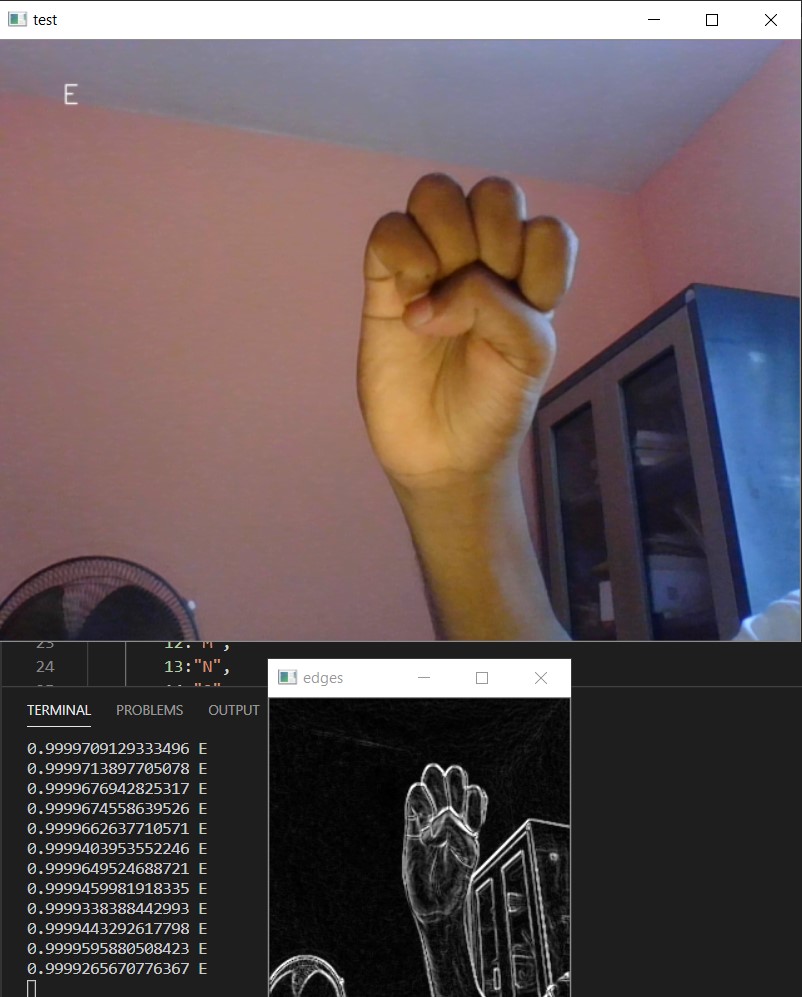 test
E
12:"M",
24 13:"N",
edges
TERMINAL PROBLEMS OUTPUT
0.9999709129333496 E
0.9999713897705078 E
0.9999676942825317 E
0.9999674558639526 E
0.9999662637710571 E
0.9999403953552246 E
0.9999649524688721 E
0.9999459981918335 E
0.9999338388442993 E
0.9999443292617798 E
0.9999595880508423 E
0.9999265670776367 E